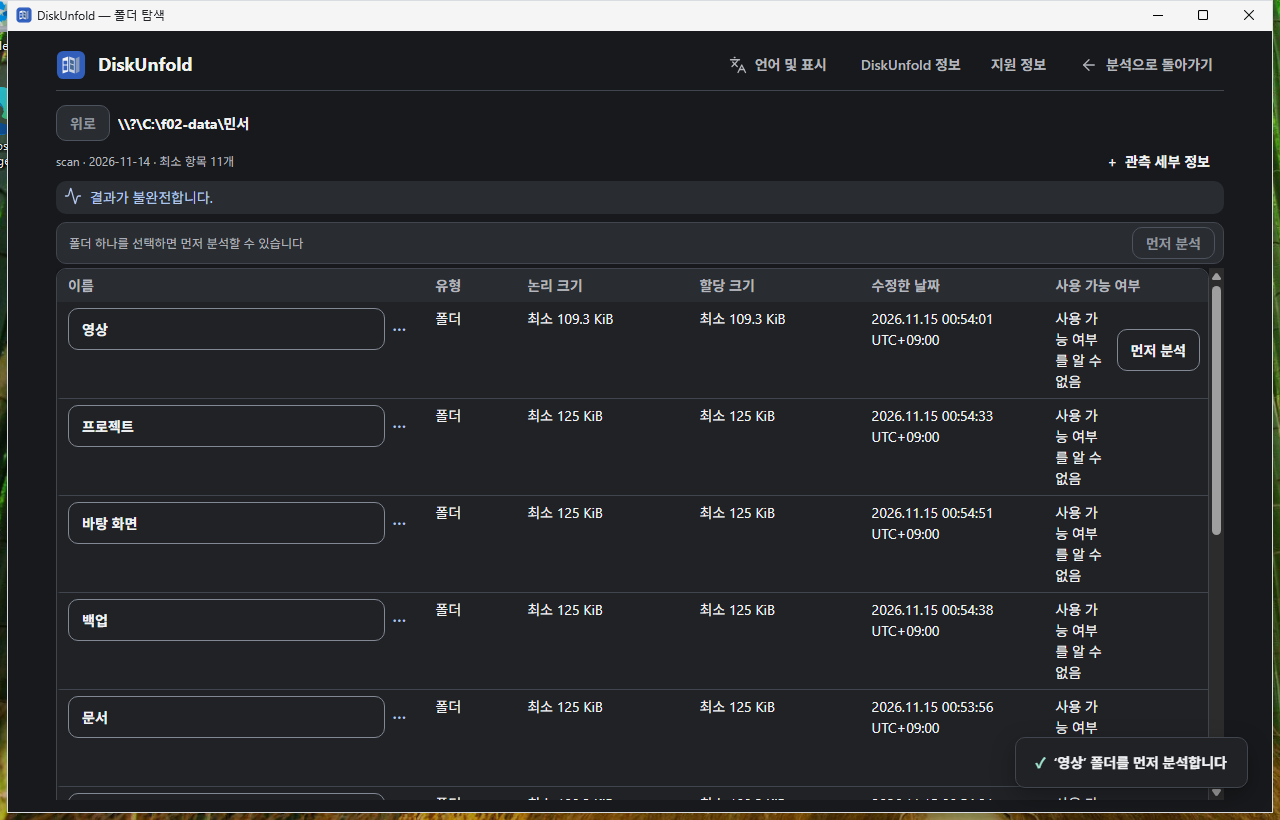 DiskUnfold — 폴더 탐색
DiskUnfold
언어 및 표시
DiskUnfold 정보
지원 정보
← 분석으로 돌아가기
위로
\\?\C:\f02-data\민서
scan · 2026-11-14 · 최소 항목 11개
+ 관측 세부 정보
결과가 불완전합니다.
폴더 하나를 선택하면 먼저 분석할 수 있습니다
먼저 분석
이름 유형 논리 크기 할당 크기 수정한 날짜 사용 가능 여부
영상 ··· 폴더 최소 109.3 KiB 최소 109.3 KiB 2026.11.15 00:54:01 사용 가
UTC+09:00 능 여부
를 알 수
없음
먼저 분석
프로젝트 ··· 폴더 최소 125 KiB 최소 125 KiB 2026.11.15 00:54:33 사용 가
UTC+09:00 능 여부
를 알 수
없음
바탕 화면 ··· 폴더 최소 125 KiB 최소 125 KiB 2026.11.15 00:54:51 사용 가
UTC+09:00 능 여부
를 알 수
없음
백업 ··· 폴더 최소 125 KiB 최소 125 KiB 2026.11.15 00:54:38 사용 가
UTC+09:00 능 여부
를 알 수
없음
문서 ··· 폴더 최소 125 KiB 최소 125 KiB 2026.11.15 00:53:56 사용 가
UTC+09:00 능 여부
✓ ‘영상’ 폴더를 먼저 분석합니다